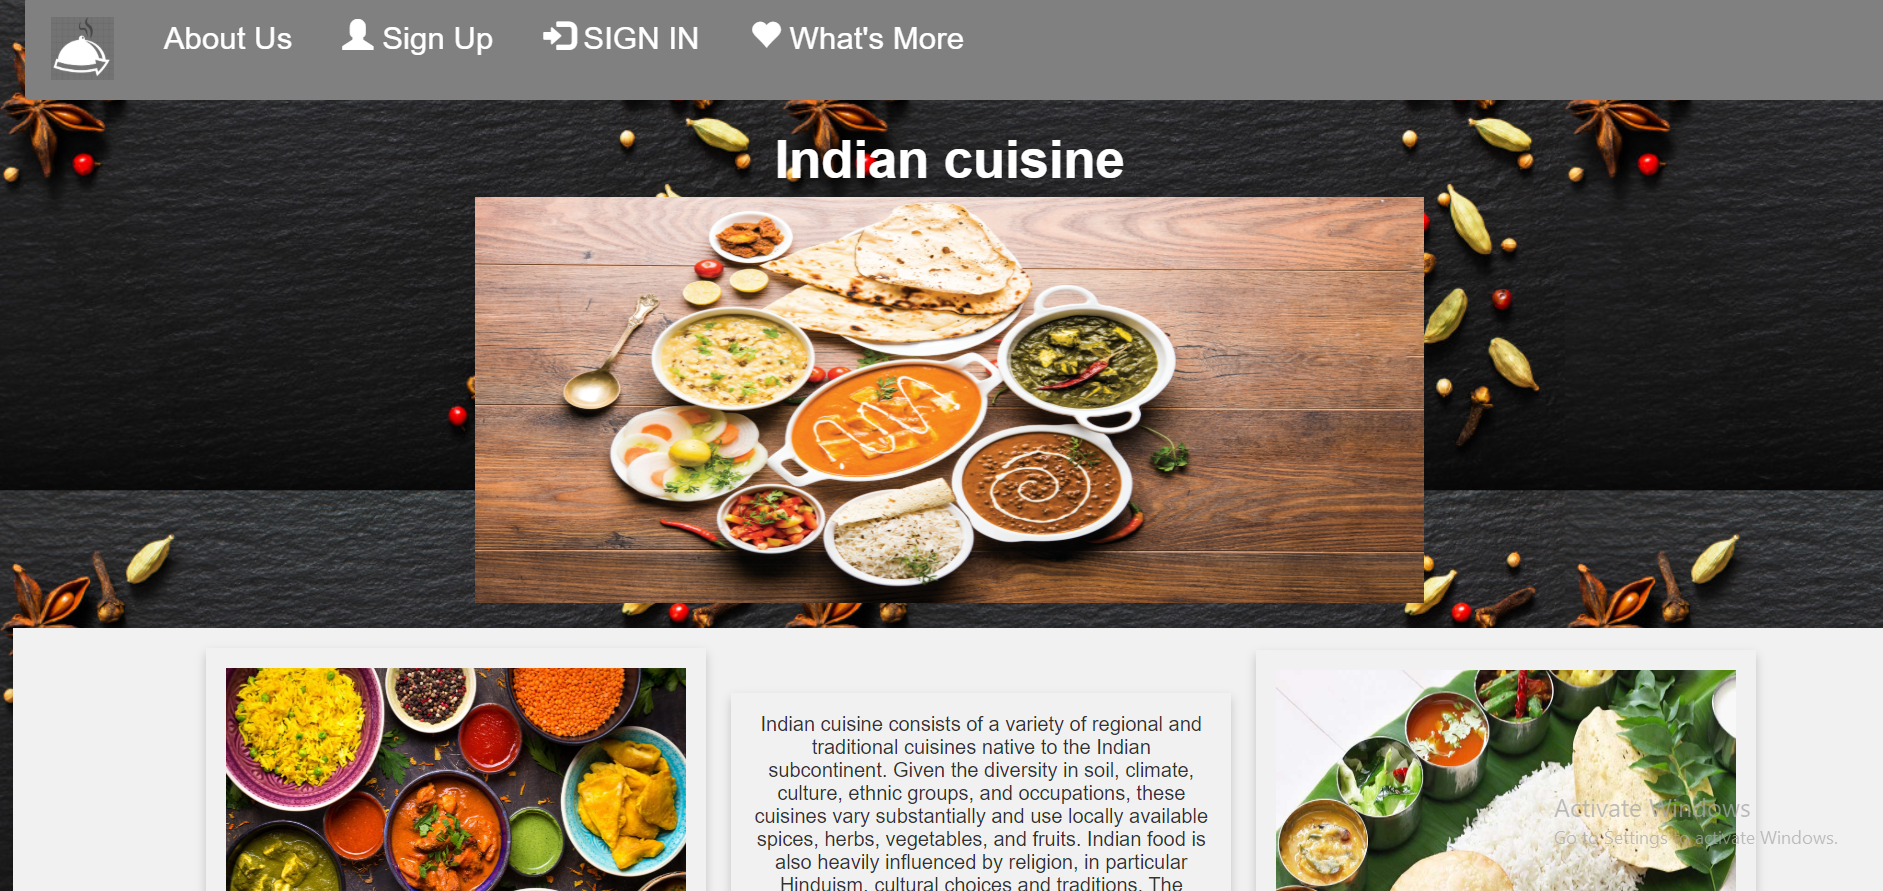 About Us Sign Up SIGN IN What's More
Indian cuisine
Indian cuisine consists of a variety of regional and
traditional cuisines native to the Indian
subcontinent. Given the diversity in soil, climate,
culture, ethnic groups, and occupations, these
cuisines vary substantially and use locally available
spices, herbs, vegetables, and fruits. Indian food is
also heavily influenced by religion, in particular
Hinduism, cultural choices and traditions. The
Activate Windows
Go to Settings to activate Windows.